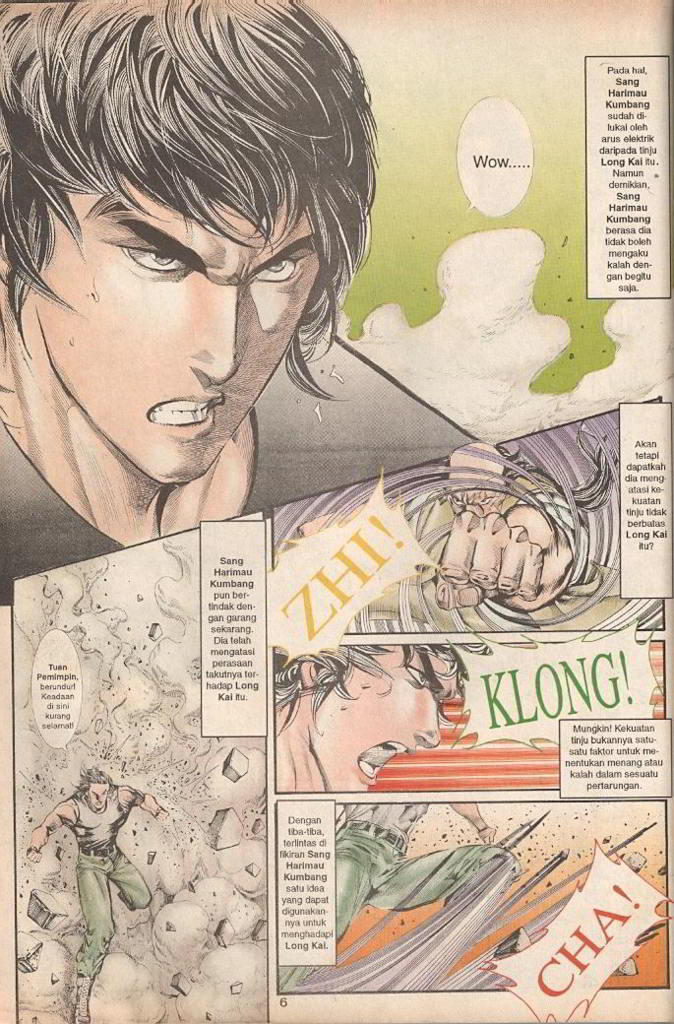 Pada hal,
Sang
Harimau
Kumbang
sudah di-
lukai oleh
arus elektrik
daripada tinju
Long Kai itu.
Namun
demikian,
Sang
Harimau
Kumbang
berasa dia
tidak boleh
mengaku
kalah den-
gan begitu
saja.
Wow.....
Akan
tetapi
dapatkah
dia meng-
atasi ke-
kuatan
tinju tidak
berbatas
Long Kai
itu?
ZHI!
Sang
Harimau
Kumbang
pun ber-
tindak den-
gan garang
sekarang.
Dia telah
mengatasi
perasaan
takutnya ter-
hadap Long
Kai itu.
Tuan
Pemimpin,
berundur!
Keadaan
di sini
kurang
selamat!
KLONG!
Mungkin! Kekuatan
tinju bukannya satu-
satu faktor untuk me-
nentukan menang atau
kalah dalam sesuatu
pertarungan.
Dengan
tiba-tiba,
terlintas di
fikiran Sang
Harimau
Kumbang
satu idea
yang dapat
digunakan-
nya untuk
menghadapi
Long Kai.
CHA!
6